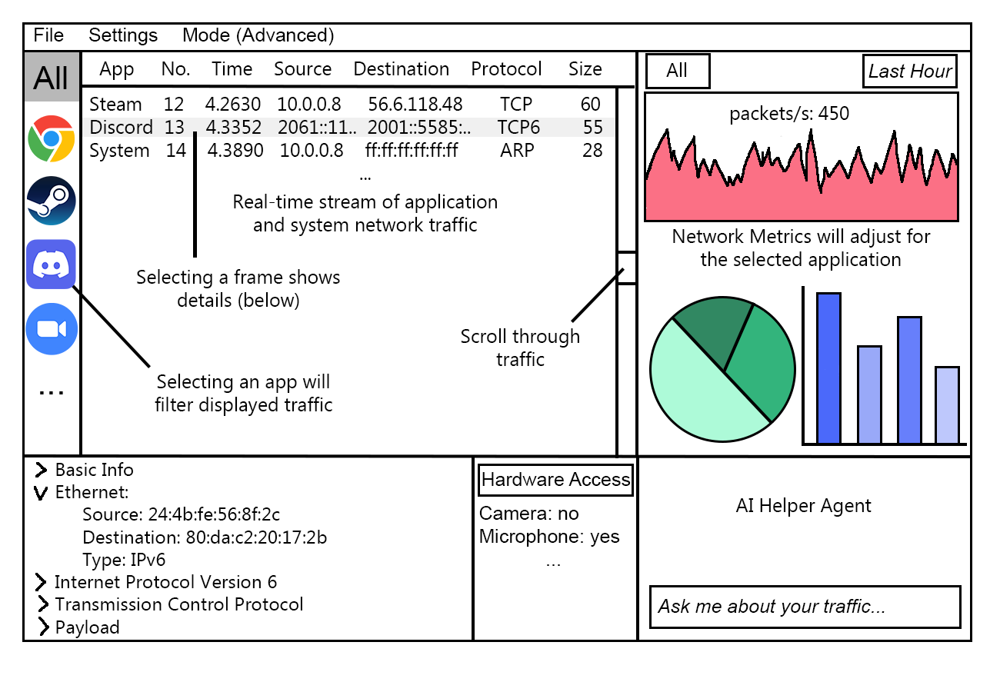 File Settings Mode (Advanced)
All
App No. Time Source Destination Protocol Size
Steam 12 4.2630 10.0.0.8 56.6.118.48 TCP 60
Discord 13 4.3352 2061::11.. 2001::5585:.. TCP6 55
System 14 4.3890 10.0.0.8 ff:ff:ff:ff:ff:ff ARP 28
...
Real-time stream of application
and system network traffic
Selecting a frame shows
details (below)
Scroll through
traffic
Selecting an app will
filter displayed traffic
...
All
Last Hour
packets/s: 450
Network Metrics will adjust for
the selected application
Basic Info
Ethernet:
Source: 24:4b:fe:56:8f:2c
Destination: 80:da:c2:20:17:2b
Type: IPv6
Internet Protocol Version 6
Transmission Control Protocol
Payload
Hardware Access
Camera: no
Microphone: yes
...
AI Helper Agent
Ask me about your traffic...